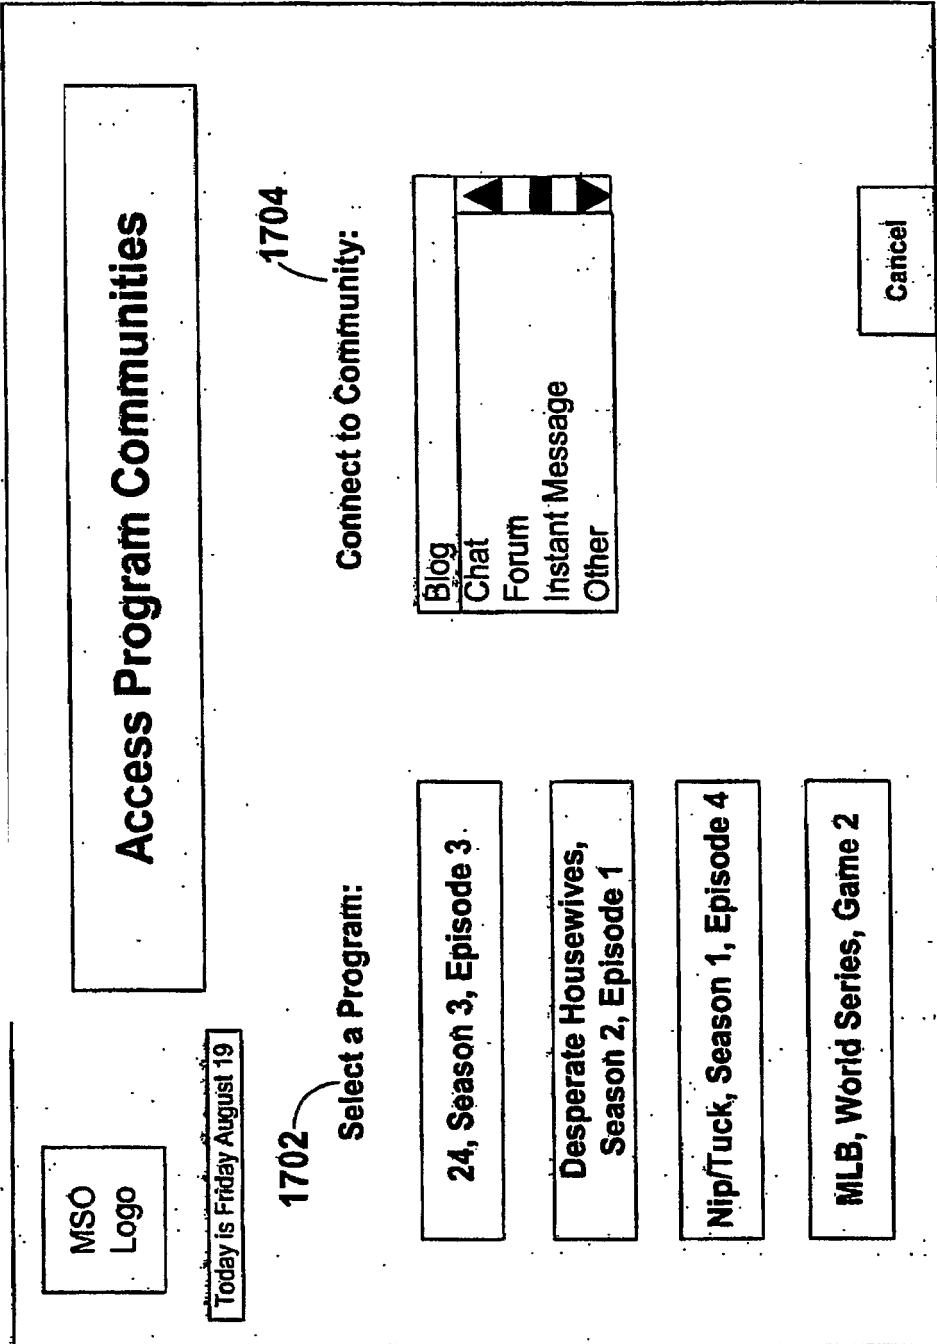 MSO
Logo
Access Program Communities
Today is Friday August 19
1702
Select a Program:
24, Season 3, Episode 3
Desperate Housewives,
Season 2, Episode 1
Nip/Tuck, Season 1, Episode 4
MLB, World Series, Game 2
1704
Connect to Community:
Blog
Chat
Forum
Instant Message
Other
Cancel